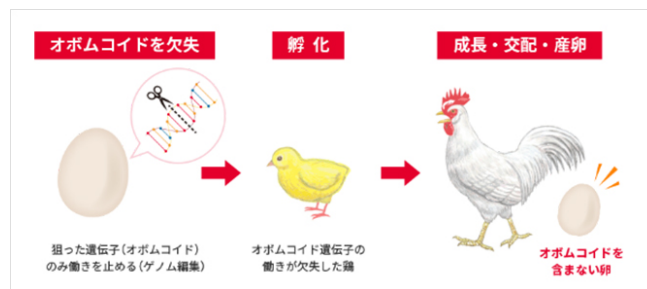 オボムコイドを欠失
孵 化
成長・交配・産卵
狙った遺伝子(オボムコイド)
のみ働きを止める(ゲノム編集)
オボムコイド遺伝子の
働きが欠失した鶏
オボムコイドを
含まない卵